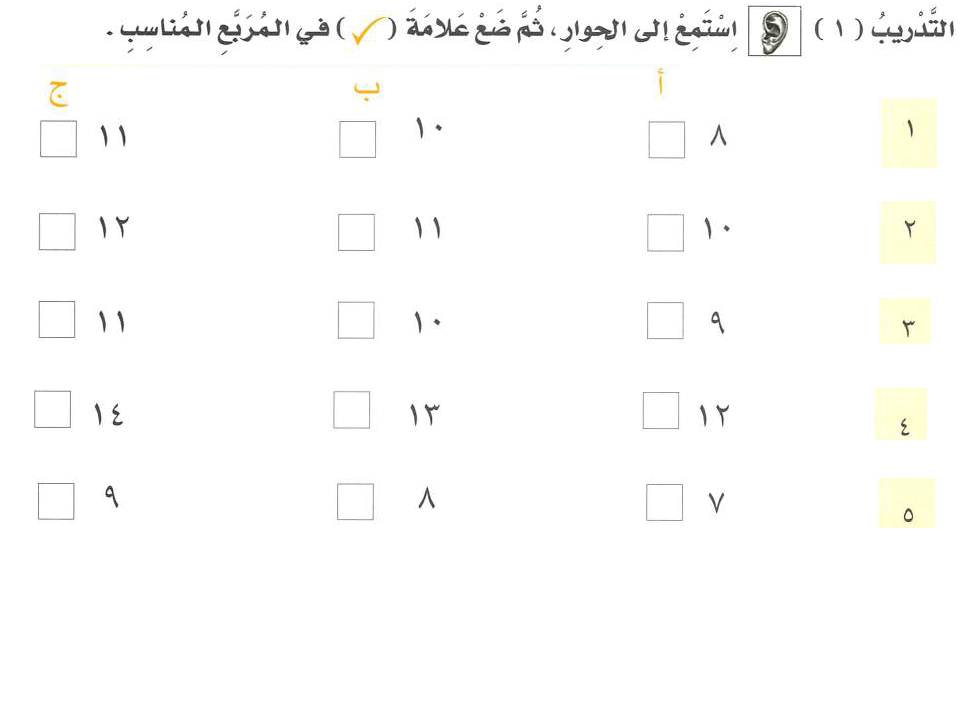 التَّدْرِيبُ ( ١ ) اِسْتَمِعْ إلى الحِوارِ، ثُمَّ ضَعْ عَلامَةَ ( ✓ ) في المُرَبَّعِ المُناسِبِ .
أ ب ج
١ ٨ ١٠ ١١
٢ ١٠ ١١ ١٢
٣ ٩ ١٠ ١١
٤ ١٢ ١٣ ١٤
٥ ٧ ٨ ٩